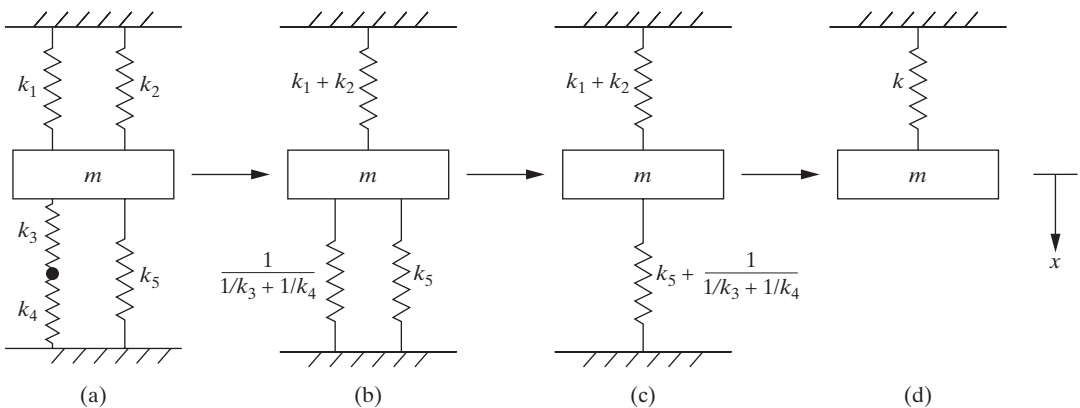 k₁
k₂
m
k₃
k₄
k₅
(a)
k₁ + k₂
m
1
1/k₃ + 1/k₄
k₅
(b)
k₁ + k₂
m
k₅ + 1
1/k₃ + 1/k₄
(c)
k
m
(d)
x